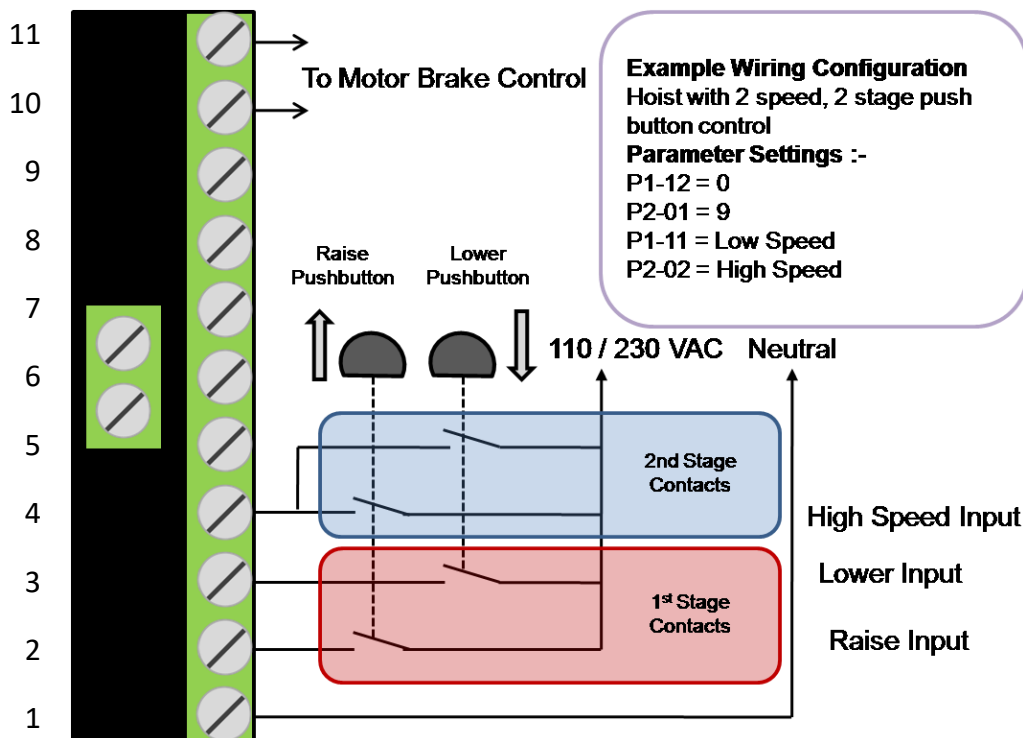 11
10
9
8
7
6
5
4
3
2
1
To Motor Brake Control
Example Wiring Configuration
Hoist with 2 speed, 2 stage push
button control
Parameter Settings :-
P1-12 = 0
P2-01 = 9
P1-11 = Low Speed
P2-02 = High Speed
Raise
Pushbutton
Lower
Pushbutton
110 / 230 VAC
Neutral
2nd Stage
Contacts
High Speed Input
Lower Input
1st Stage
Contacts
Raise Input